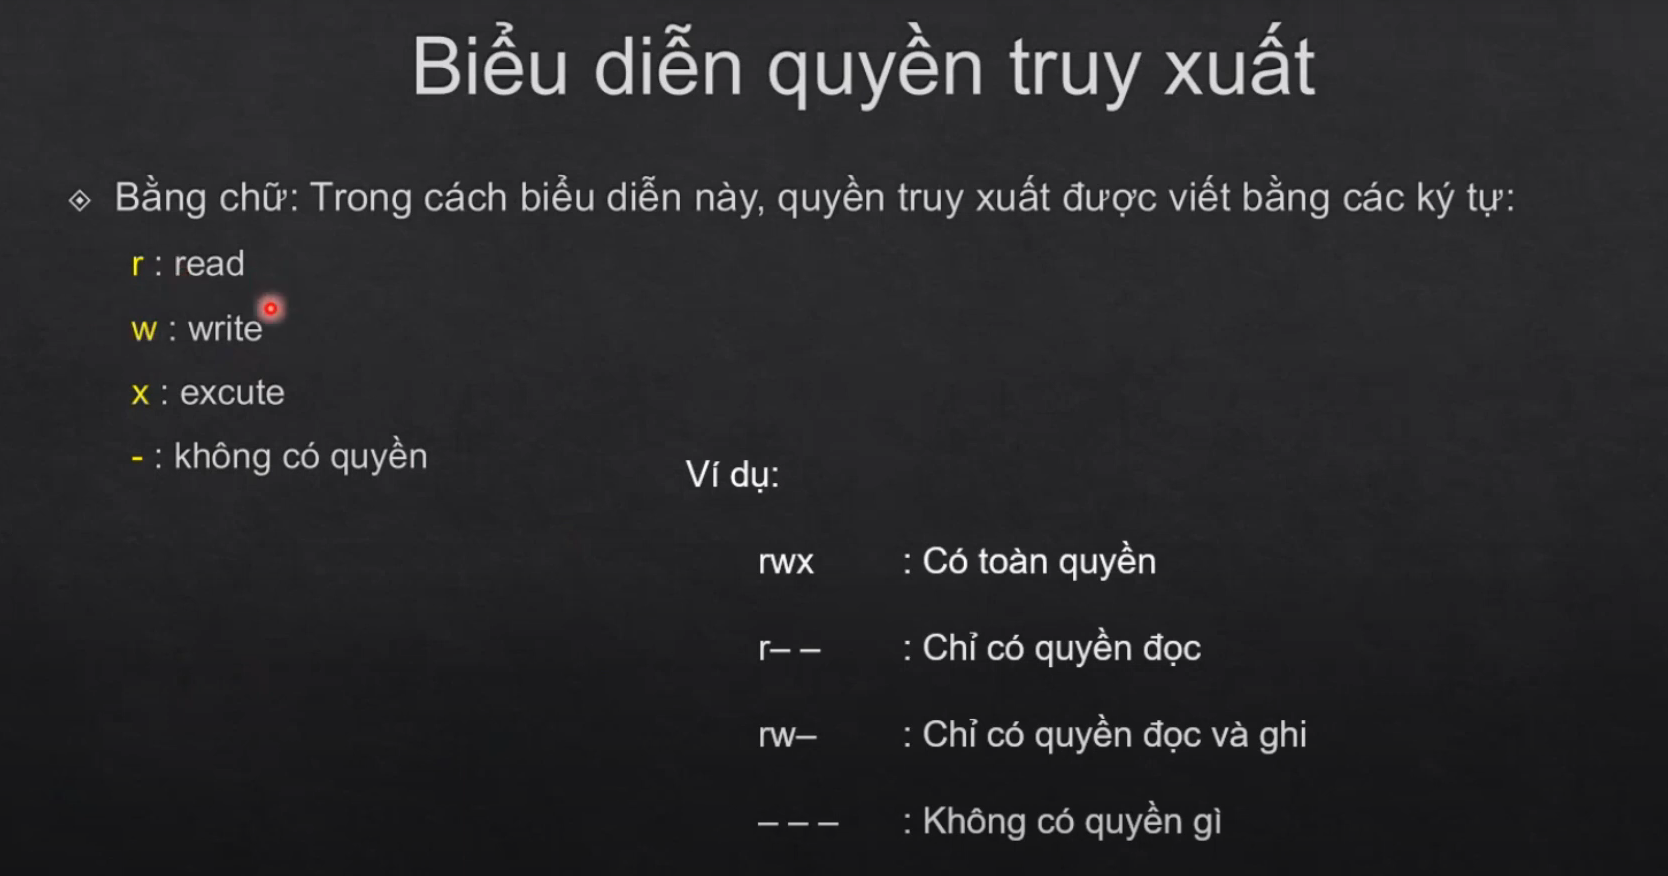 Biểu diễn quyền truy xuất
Bằng chữ: Trong cách biểu diễn này, quyền truy xuất được viết bằng các ký tự:
r : read
w : write
x : excute
- : không có quyền
Ví dụ:
rwx : Có toàn quyền
r– – : Chỉ có quyền đọc
rw– : Chỉ có quyền đọc và ghi
– – – : Không có quyền gì